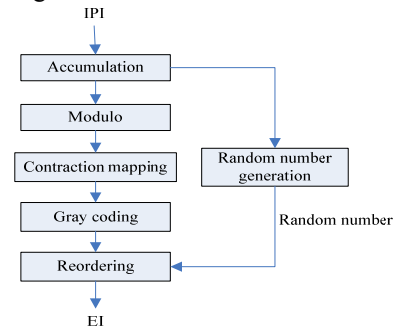 IPI
Accumulation
Modulo
Contraction mapping
Random number
generation
Gray coding
Random number
Reordering
EI